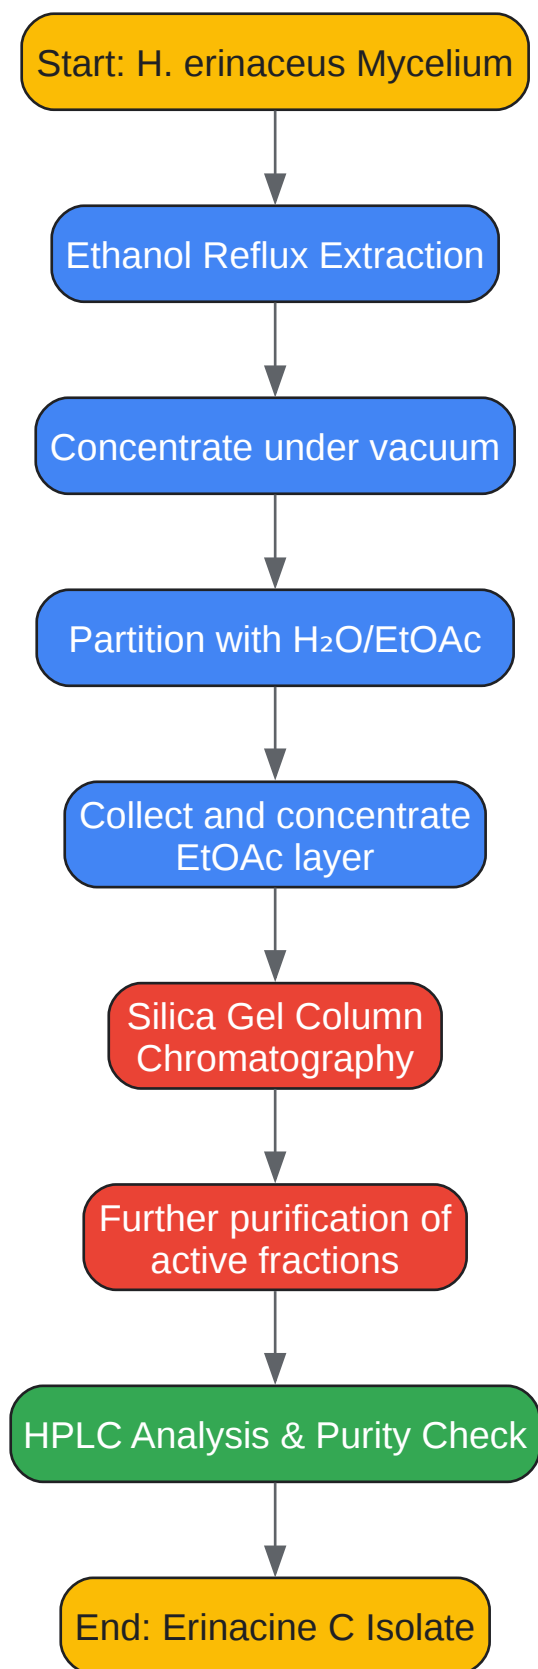 Start: H. erinaceus Mycelium
Ethanol Reflux Extraction
Concentrate under vacuum
Partition with H₂O/EtOAc
Collect and concentrate
EtOAc layer
Silica Gel Column
Chromatography
Further purification of
active fractions
HPLC Analysis & Purity Check
End: Erinacine C Isolate